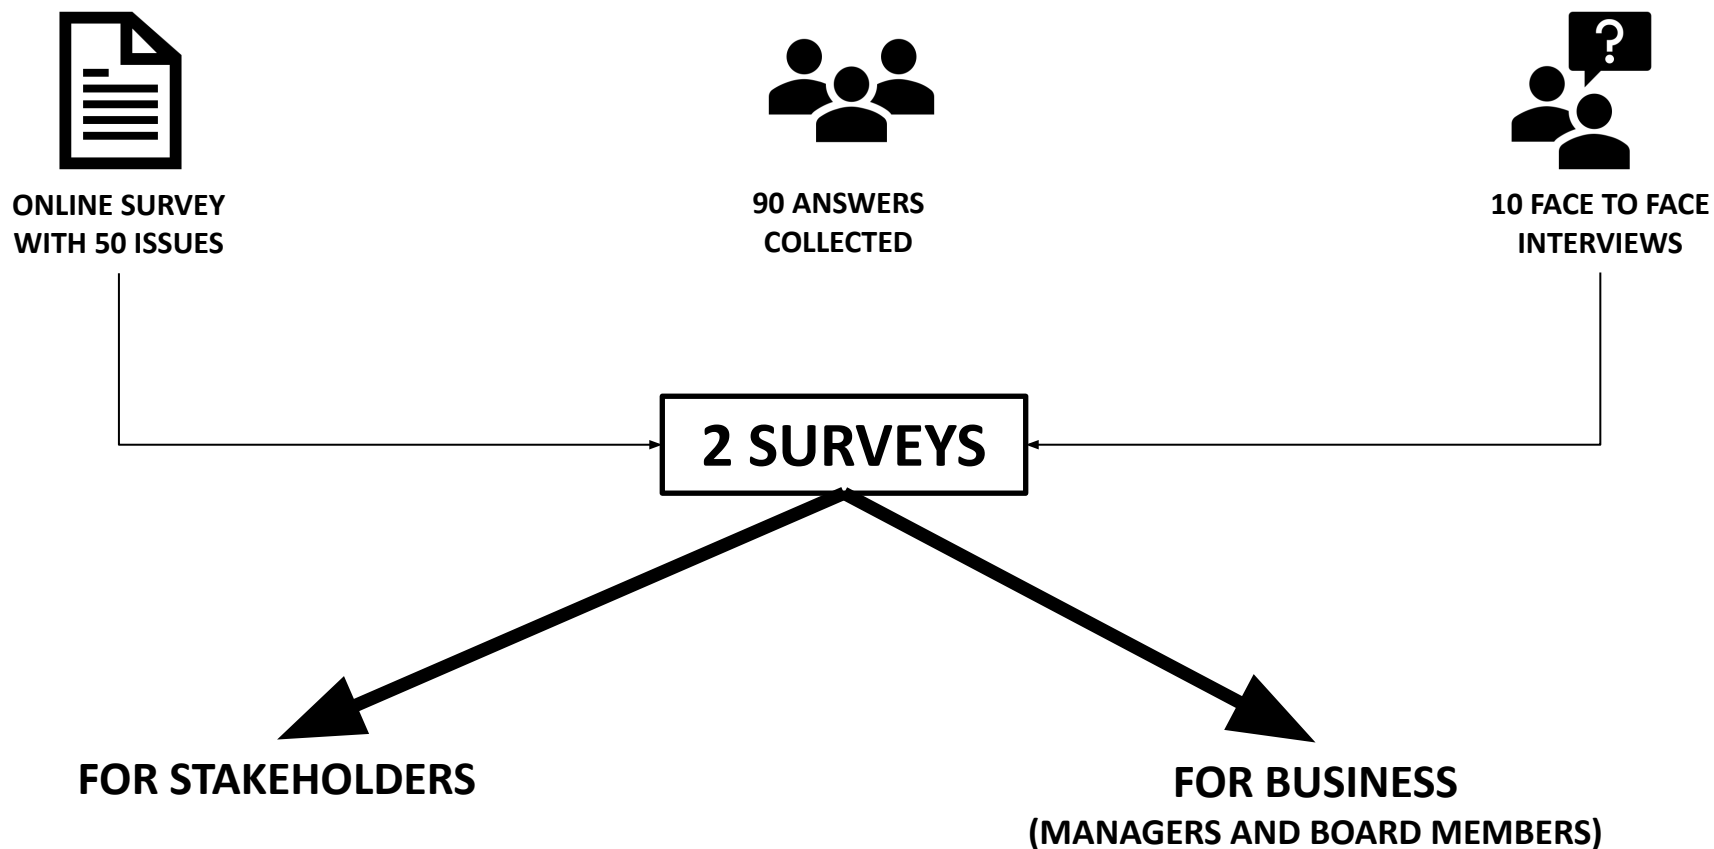 ?
ONLINE SURVEY
WITH 50 ISSUES
90 ANSWERS
COLLECTED
10 FACE TO FACE
INTERVIEWS
2 SURVEYS
FOR STAKEHOLDERS
FOR BUSINESS
(MANAGERS AND BOARD MEMBERS)